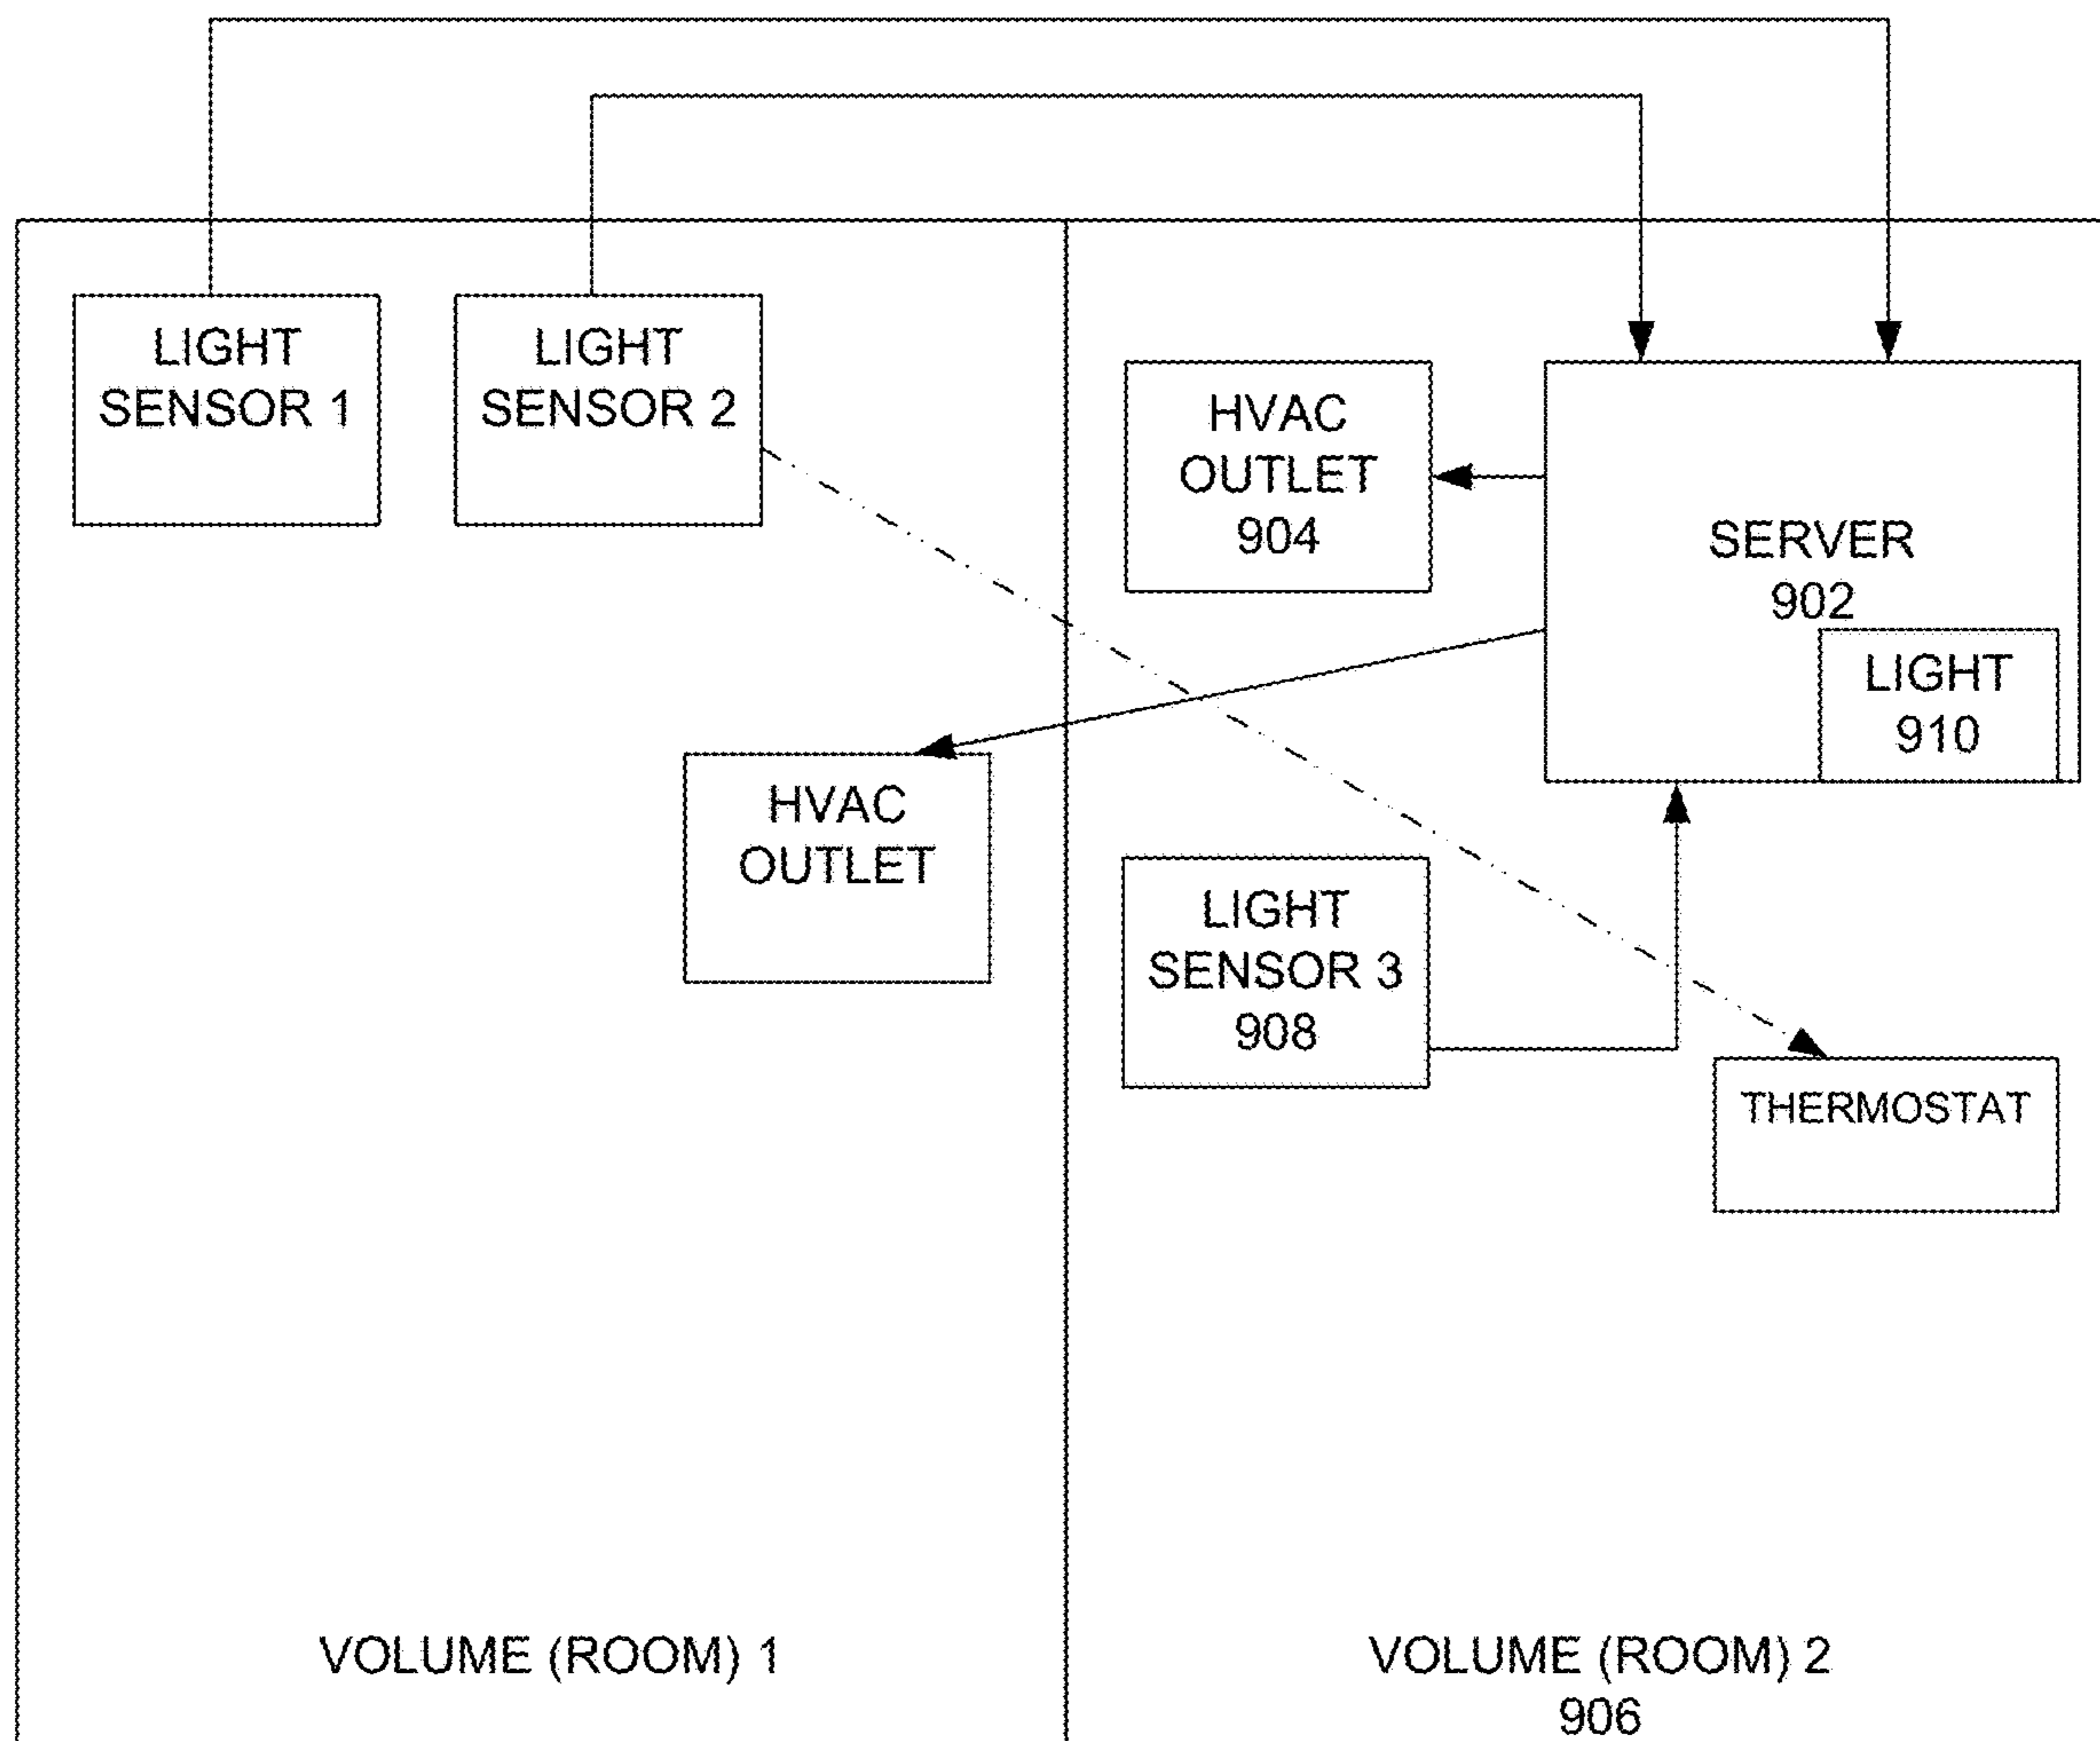 LIGHT
SENSOR 1
LIGHT
SENSOR 2
HVAC
OUTLET
904
SERVER
902
LIGHT
910
HVAC
OUTLET
LIGHT
SENSOR 3
908
THERMOSTAT
VOLUME (ROOM) 1
VOLUME (ROOM) 2
906